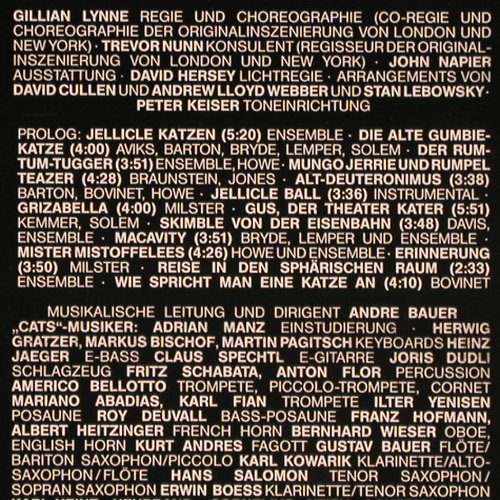 GILLIAN LYNNE REGIE UND CHOREOGRAPHIE (CO-REGIE UND
CHOREOGRAPHIE DER ORIGINALINSZENIERUNG VON LONDON UND
NEW YORK) · TREVOR NUNN KONSULENT (REGISSEUR DER ORIGINAL-
INSZENIERUNG VON LONDON UND NEW YORK) · JOHN NAPIER
AUSSTATTUNG · DAVID HERSEY LICHTREGIE · ARRANGEMENTS VON
DAVID CULLEN UND ANDREW LLOYD WEBBER UND STAN LEBOWSKY ·
PETER KEISER TONEINRICHTUNG
PROLOG: JELLICLE KATZEN (5:20) ENSEMBLE · DIE ALTE GUMBIE-
KATZE (4:00) AVIKS, BARTON, BRYDE, LEMPER, SOLEM · DER RUM-
TUM-TUGGER (3:51) ENSEMBLE, HOWE · MUNGO JERRIE UND RUMPEL
TEAZER (4:28) BRAUNSTEIN, JONES · ALT-DEUTERONIMUS (3:38)
BARTON, BOVINET, HOWE · JELLICLE BALL (3:36) INSTRUMENTAL ·
GRIZABELLA (4:00) MILSTER · GUS, DER THEATER KATER (5:51)
KEMMER, SOLEM · SKIMBLE VON DER EISENBAHN (3:48) DAVIS,
ENSEMBLE · MACAVITY (3:51) BRYDE, LEMPER UND ENSEMBLE ·
MISTER MISTOFFELEES (4:26) HOWE UND ENSEMBLE · ERINNERUNG
(3:50) MILSTER · REISE IN DEN SPHÄRISCHEN RAUM (2:33)
ENSEMBLE · WIE SPRICHT MAN EINE KATZE AN (4:10) BOVINET
MUSIKALISCHE LEITUNG UND DIRIGENT ANDRE BAUER
„CATS"-MUSIKER: ADRIAN MANZ EINSTUDIERUNG · HERWIG
GRATZER, MARKUS BISCHOF, MARTIN PAGITSCH KEYBOARDS HEINZ
JAEGER E-BASS CLAUS SPECHTL E-GITARRE JORIS DUDLI
SCHLAGZEUG FRITZ SCHABATA, ANTON FLOR PERCUSSION
AMERICO BELLOTTO TROMPETE, PICCOLO-TROMPETE, CORNET
MARIANO ABADIAS, KARL FIAN TROMPETE ILTER YENISEN
POSAUNE ROY DEUVALL BASS-POSAUNE FRANZ HOFMANN,
ALBERT HEITZINGER FRENCH HORN BERNHARD WIESER OBOE,
ENGLISH HORN KURT ANDRES FAGOTT GUSTAV BAUER FLÖTE/
BARITON SAXOPHON/PICCOLO KARL KOWARIK KLARINETTE/ALTO-
SAXOPHON/FLÖTE HANS SALOMON TENOR SAXOPHON/
SOPRAN SAXOPHON ERWIN BOESS KLARINETTE/TENOR SAXOPHON